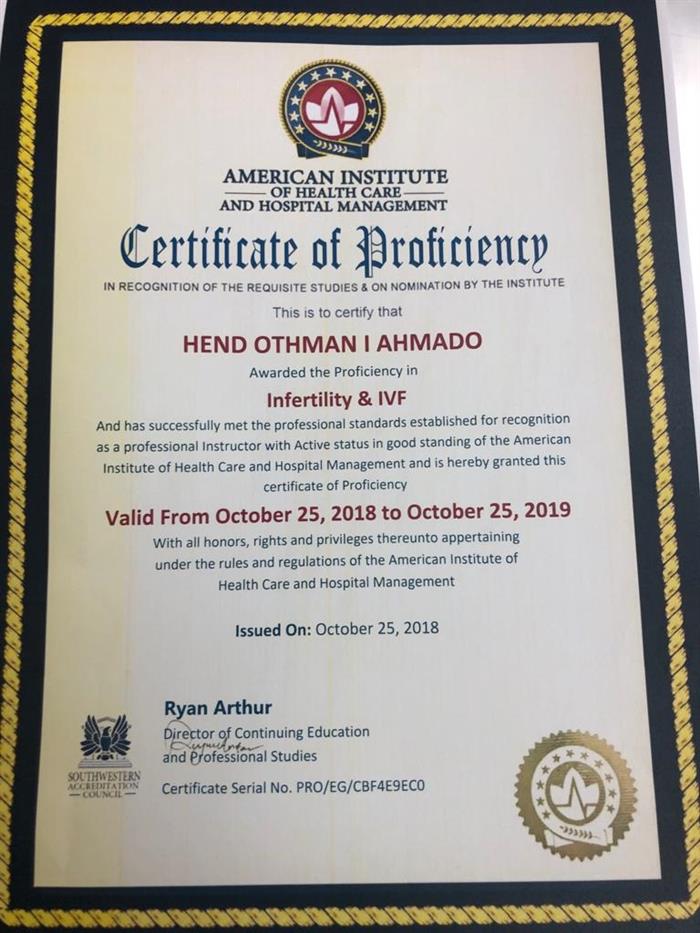 AMERICAN INSTITUTE
OF HEALTH CARE
AND HOSPITAL MANAGEMENT
Certificate of Proficiency
IN RECOGNITION OF THE REQUISITE STUDIES & ON NOMINATION BY THE INSTITUTE
This is to certify that
HEND OTHMAN I AHMADO
Awarded the Proficiency in
Infertility & IVF
And has successfully met the professional standards established for recognition
as a professional Instructor with Active status in good standing of the American
Institute of Health Care and Hospital Management and is hereby granted this
certificate of Proficiency
Valid From October 25, 2018 to October 25, 2019
With all honors, rights and privileges thereunto appertaining
under the rules and regulations of the American Institute of
Health Care and Hospital Management
Issued On: October 25, 2018
Ryan Arthur
Director of Continuing Education
and Professional Studies
Certificate Serial No. PRO/EG/CBF4E9EC0
SOUTHWESTERN
ACCREDITATION
COUNCIL